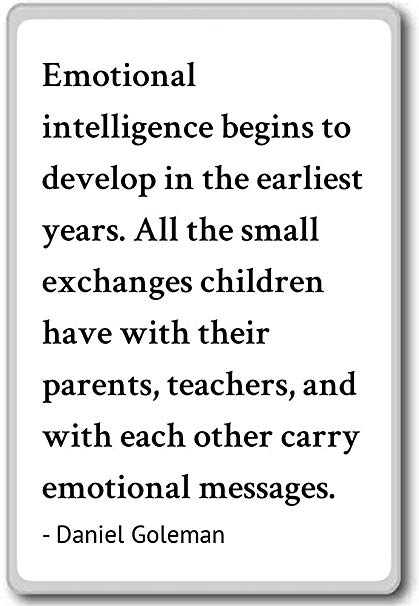 Emotional
intelligence begins to
develop in the earliest
years. All the small
exchanges children
have with their
parents, teachers, and
with each other carry
emotional messages.
- Daniel Goleman